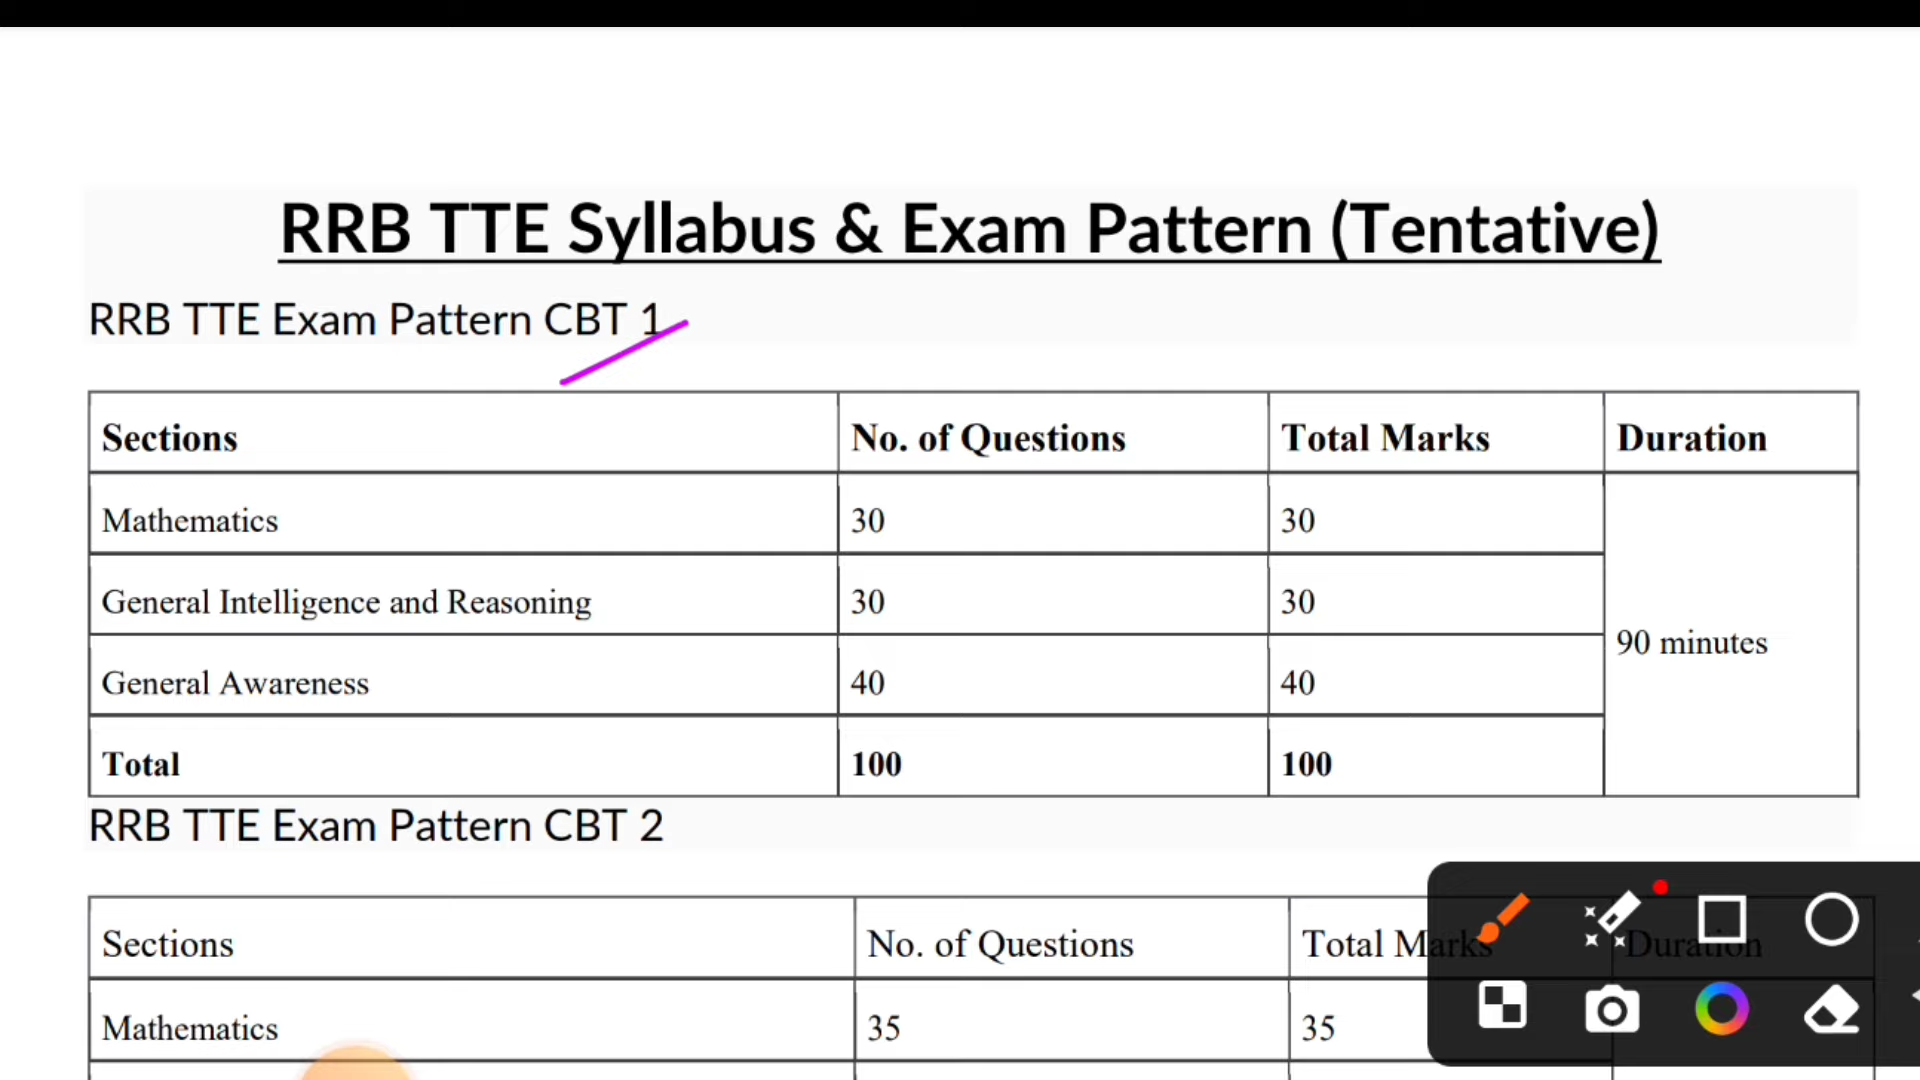 RRB TTE Syllabus & Exam Pattern (Tentative)
RRB TTE Exam Pattern CBT 1
Sections No. of Questions Total Marks Duration
Mathematics 30 30
General Intelligence and Reasoning 30 30
90 minutes
General Awareness 40 40
Total 100 100
RRB TTE Exam Pattern CBT 2
Sections No. of Questions Total Marks Duration
Mathematics 35 35